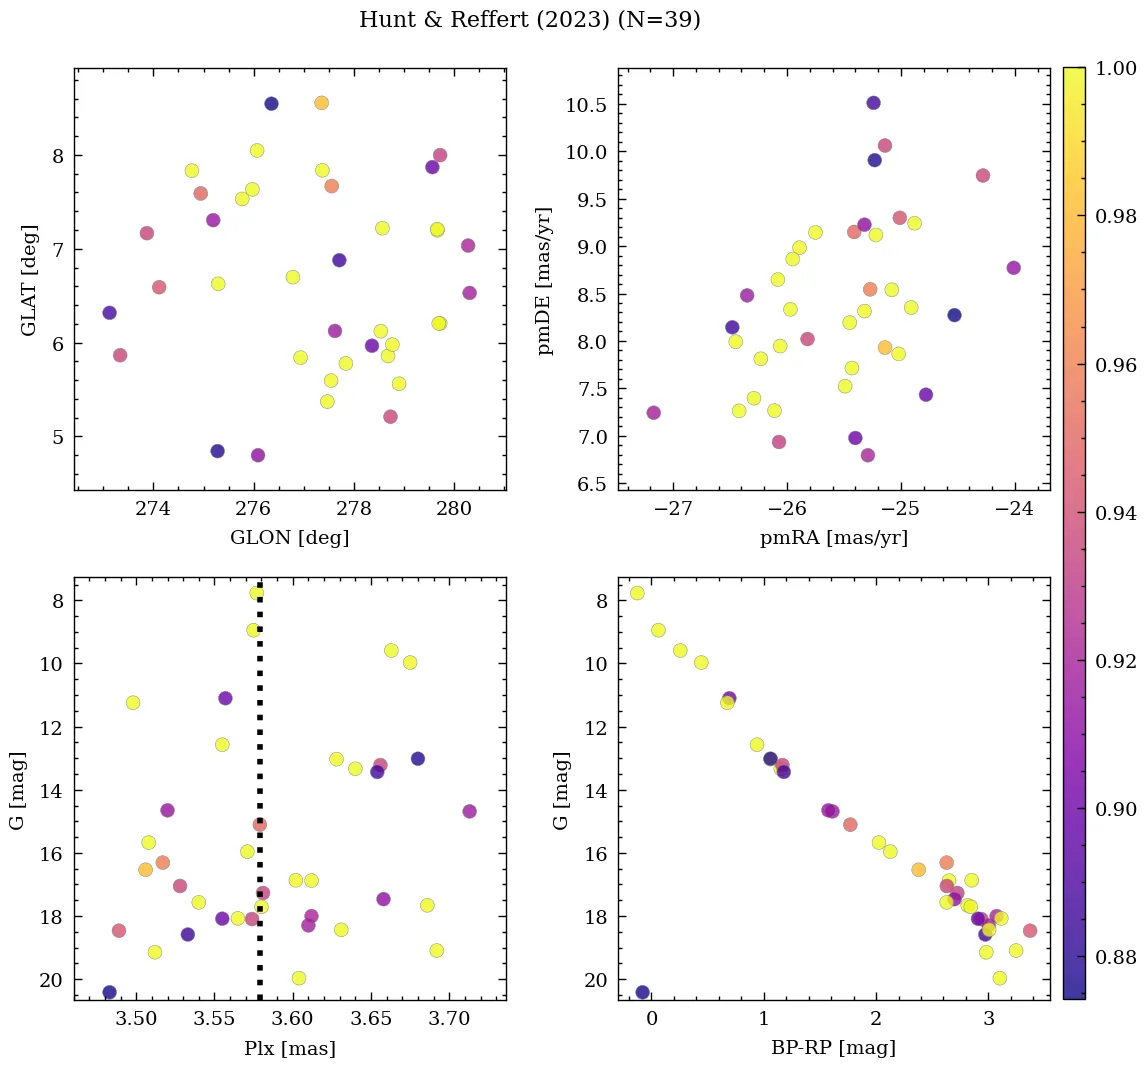 Hunt & Reffert (2023) (N=39)
8
7
6
5
GLAT [deg]
274 276 278 280
GLON [deg]
10.5
10.0
9.5
9.0
8.5
8.0
7.5
7.0
6.5
pmDE [mas/yr]
−27 −26 −25 −24
pmRA [mas/yr]
8
10
12
14
16
18
20
G [mag]
3.50 3.55 3.60 3.65 3.70
Plx [mas]
8
10
12
14
16
18
20
G [mag]
0 1 2 3
BP-RP [mag]
1.00
0.98
0.96
0.94
0.92
0.90
0.88